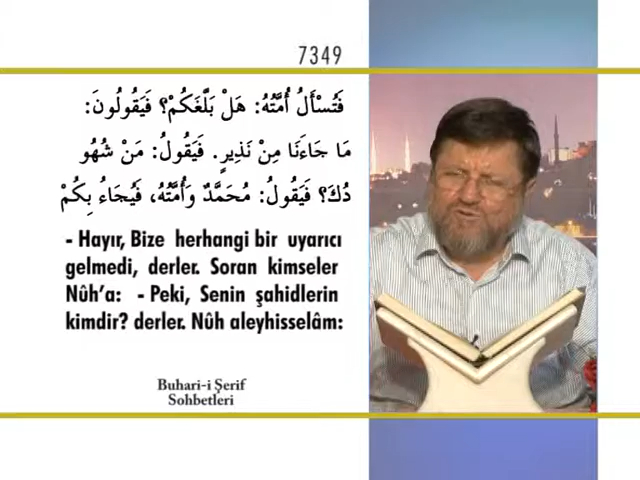 7349
فَتُسْأَلُ أُمَّتُهُ: هَلْ بَلَّغَكُمْ؟ فَيَقُولُونَ:
مَا جَاءَنَا مِنْ نَذِيرٍ. فَيَقُولُ: مَنْ شُهُو
دُكَ؟ فَيَقُولُ: مُحَمَّدٌ وَأُمَّتُهُ، فَيُجَاءُ بِكُمْ
- Hayır, Bize herhangi bir uyarıcı
gelmedi, derler. Soran kimseler
Nûh'a: - Peki, Senin şahidlerin
kimdir? derler. Nûh aleyhisselâm:
Buhari-i Şerif
Sohbetleri